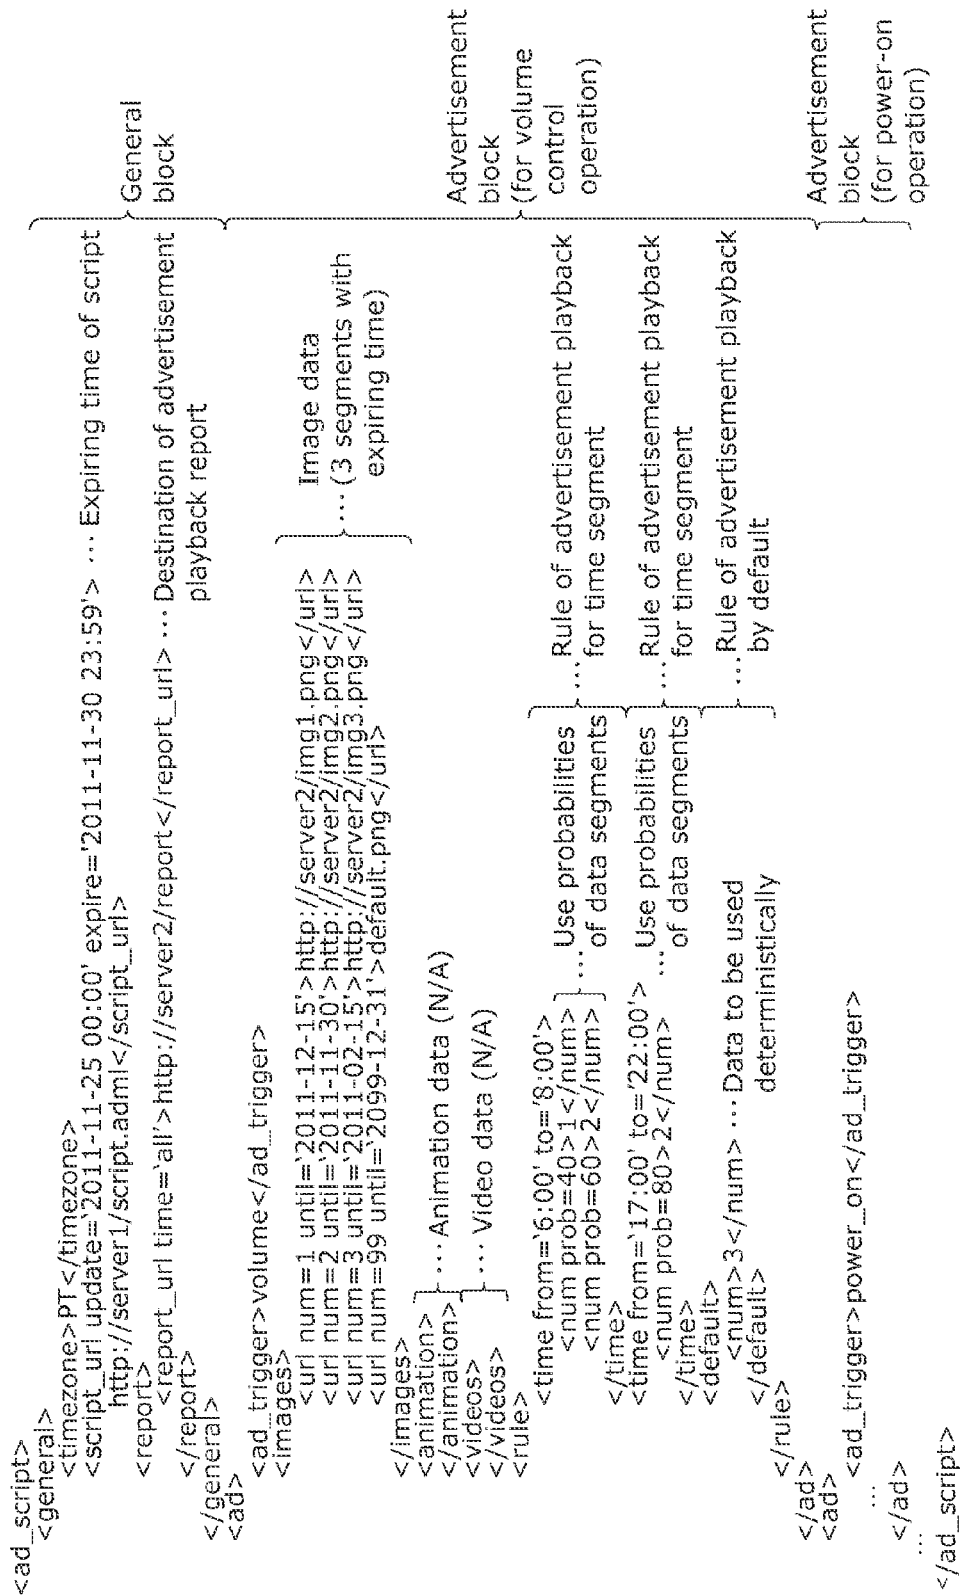 <ad_script>
<general>
<timezone>PT</timezone>
<script_url update='2011-11-25 00:00' expire='2011-11-30 23:59'> ··· Expiring time of script
http://server1/script.adml</script_url>
<report>
<report_url time='all'>http://server2/report</report_url> ··· Destination of advertisement
playback report
</report>
</general>
General
block
<ad>
<ad_trigger>volume</ad_trigger>
<images>
<url num=1 until='2011-12-15'>http://server2/img1.png</url>
<url num=2 until='2011-11-30'>http://server2/img2.png</url>
<url num=3 until='2011-02-15'>http://server2/img3.png</url>
<url num=99 until='2099-12-31'>default.png</url>
</images>
Image data
···(3 segments with
expiring time)
<animation>
</animation>
···Animation data (N/A)
<videos>
</videos>
··· Video data (N/A)
<rule>
<time from='6:00' to='8:00'>
<num prob=40>1</num>
<num prob=60>2</num>
</time>
··· Use probabilities
of data segments
··· Rule of advertisement playback
for time segment
<time from='17:00' to='22:00'>
<num prob=80>2</num>
</time>
··· Use probabilities
of data segments
··· Rule of advertisement playback
for time segment
<default>
<num>3</num> ··· Data to be used
deterministically
</default>
··· Rule of advertisement playback
by default
</rule>
</ad>
Advertisement
block
(for volume
control
operation)
<ad>
<ad_trigger>power_on</ad_trigger>
···
</ad>
Advertisement
block
(for power-on
operation)
···
</ad_script>